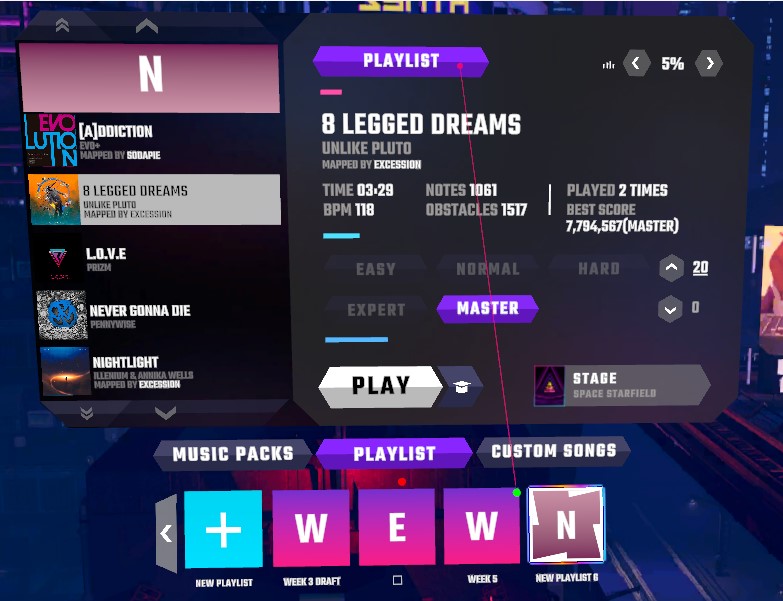 SYNTH
N
EVO
LUTIO
N
[A]DDICTION
EVO+
MAPPED BY SODAPIE
8 LEGGED DREAMS
UNLIKE PLUTO
MAPPED BY EXCESSION
L.O.V.E
PRIZM
NEVER GONNA DIE
PENNYWISE
NIGHTLIGHT
ILLENIUM & ANNIKA WELLS
MAPPED BY EXCESSION
PLAYLIST
5%
8 LEGGED DREAMS
UNLIKE PLUTO
MAPPED BY EXCESSION
TIME 03:29 NOTES 1061 PLAYED 2 TIMES
BPM 118 OBSTACLES 1517 BEST SCORE
7,794,567(MASTER)
EASY NORMAL HARD 20
EXPERT MASTER 0
PLAY
STAGE
SPACE STARFIELD
MUSIC PACKS PLAYLIST CUSTOM SONGS
+ W E W N
NEW PLAYLIST WEEK 3 DRAFT WEEK 5 NEW PLAYLIST 6